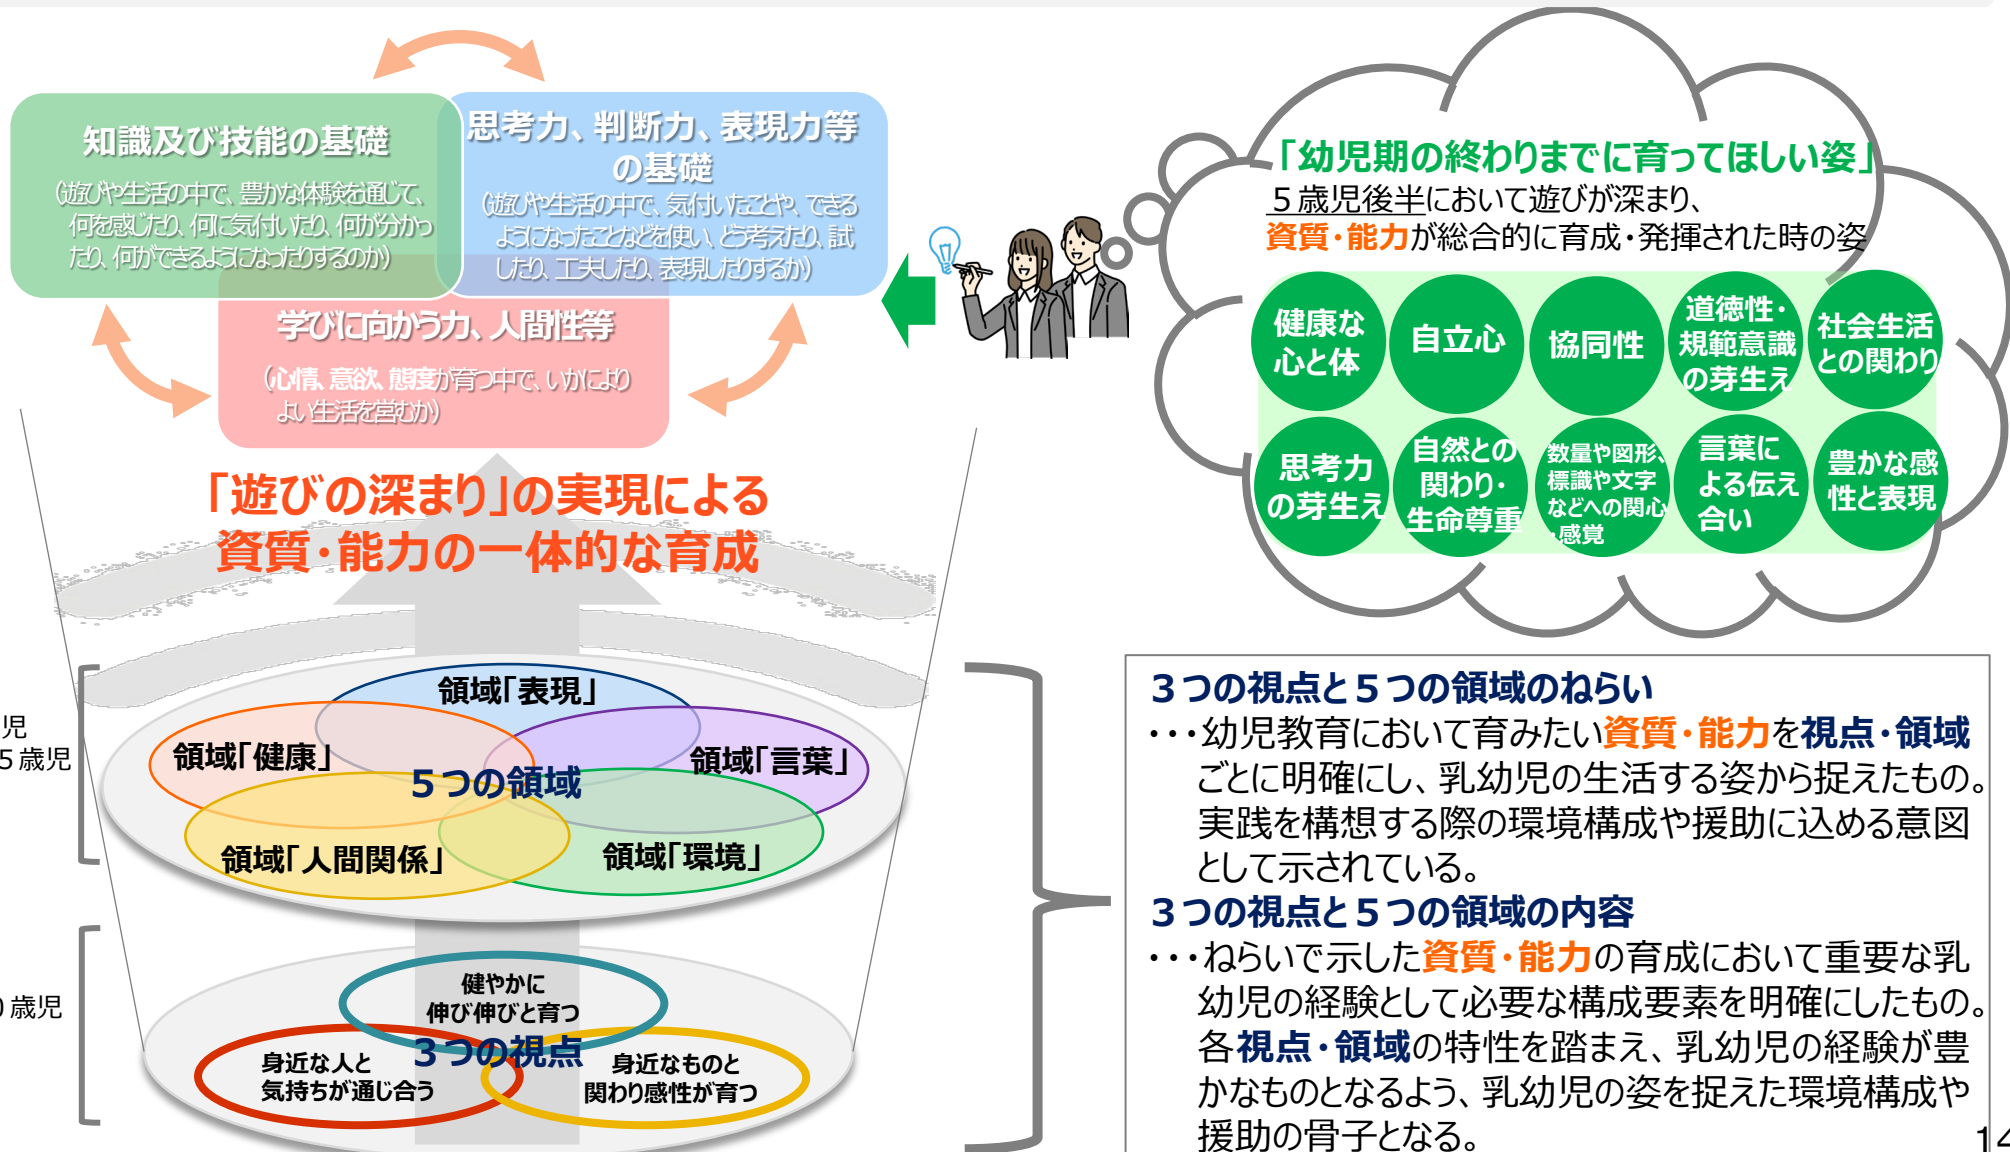 知識及び技能の基礎
（遊びや生活の中で、豊かな体験を通じて、
何を感じたり、何に気付いたり、何が分かっ
たり、何ができるようになったりするのか）
思考力、判断力、表現力等
の基礎
（遊びや生活の中で、気付いたことや、できる
ようになったことなどを使い、どう考えたり、試
したり、工夫したり、表現したりするか）
学びに向かう力、人間性等
（心情、意欲、態度が育つ中で、いかにより
よい生活を営むか）
「遊びの深まり」の実現による
資質・能力の一体的な育成
児
５歳児
領域「表現」
領域「健康」
領域「言葉」
５つの領域
領域「人間関係」
領域「環境」
０歳児
健やかに
伸び伸びと育つ
３つの視点
身近な人と
気持ちが通じ合う
身近なものと
関わり感性が育つ
「幼児期の終わりまでに育ってほしい姿」
５歳児後半において遊びが深まり、
資質・能力が総合的に育成・発揮された時の姿
健康な
心と体
自立心
協同性
道徳性・
規範意識
の芽生え
社会生活
との関わり
思考力
の芽生え
自然との
関わり・
生命尊重
数量や図形、
標識や文字
などへの関心
・感覚
言葉に
よる伝え
合い
豊かな感
性と表現
３つの視点と５つの領域のねらい
・・・幼児教育において育みたい資質・能力を視点・領域
ごとに明確にし、乳幼児の生活する姿から捉えたもの。
実践を構想する際の環境構成や援助に込める意図
として示されている。
３つの視点と５つの領域の内容
・・・ねらいで示した資質・能力の育成において重要な乳
幼児の経験として必要な構成要素を明確にしたもの。
各視点・領域の特性を踏まえ、乳幼児の経験が豊
かなものとなるよう、乳幼児の姿を捉えた環境構成や
援助の骨子となる。
14